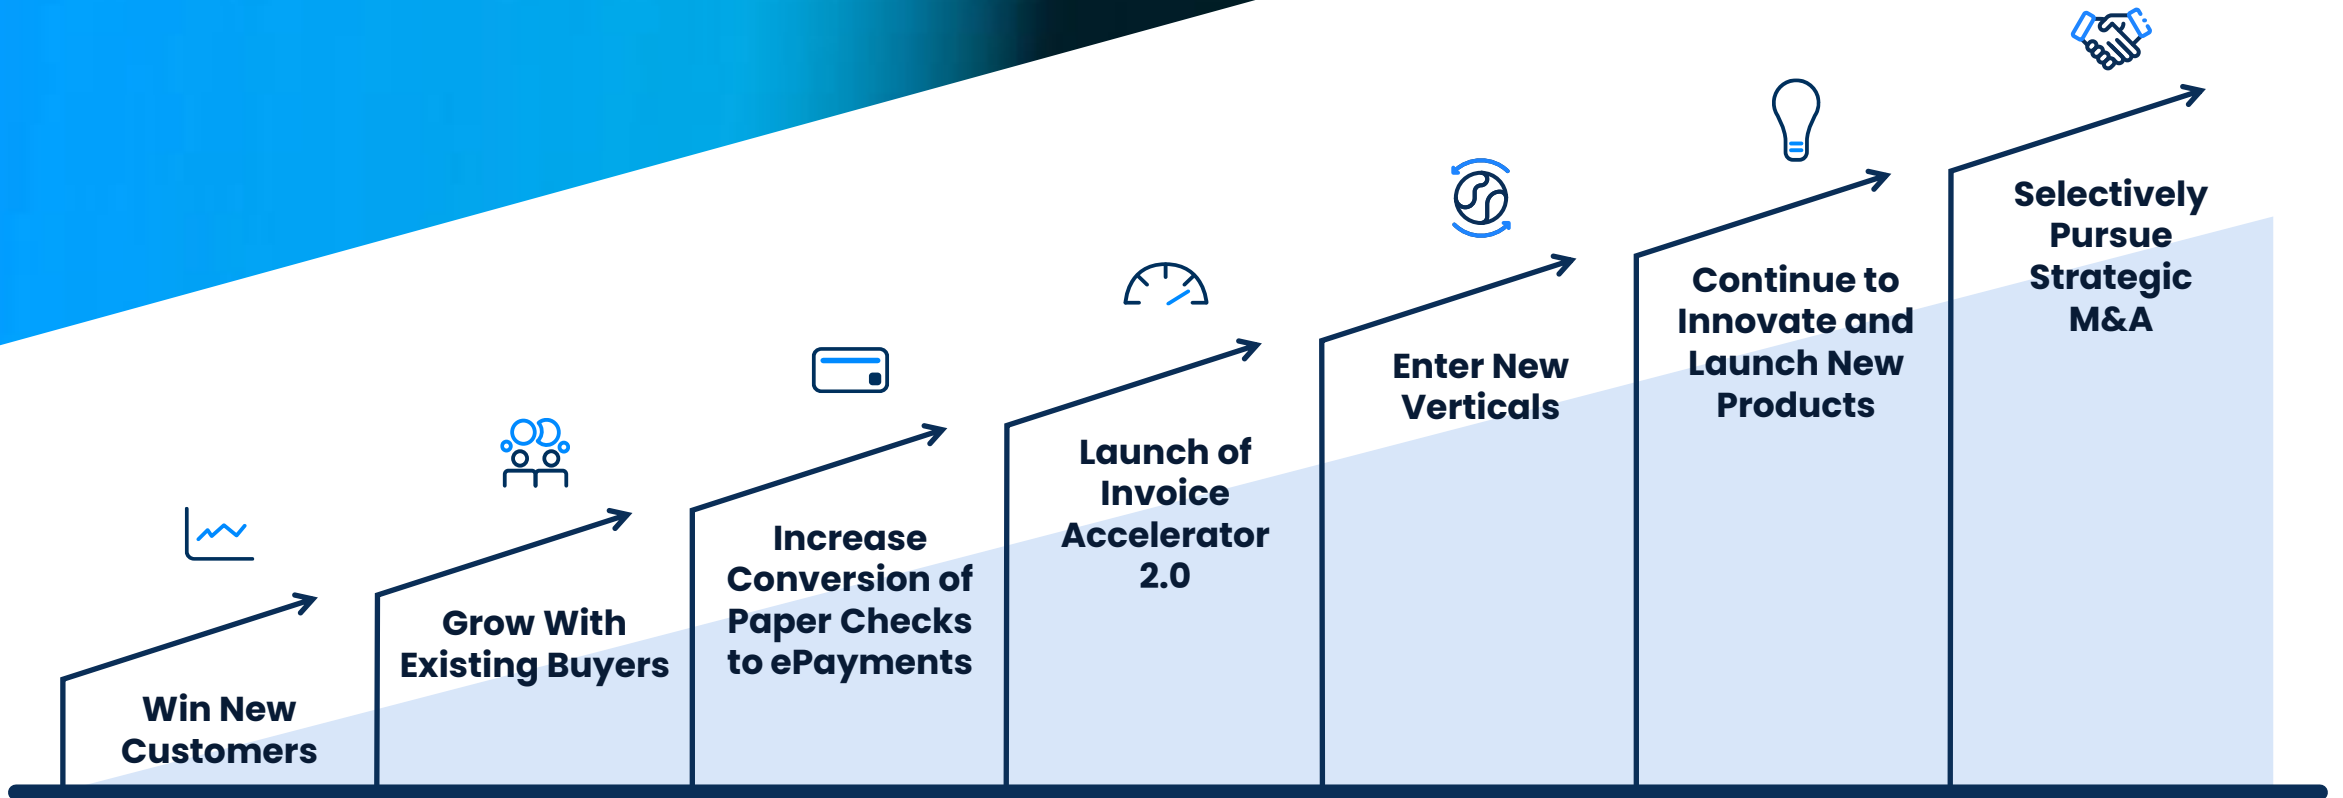 Win New
Customers
Grow With
Existing Buyers
Increase
Conversion of
Paper Checks
to ePayments
Launch of
Invoice
Accelerator
2.0
Enter New
Verticals
Continue to
Innovate and
Launch New
Products
Selectively
Pursue
Strategic
M&A